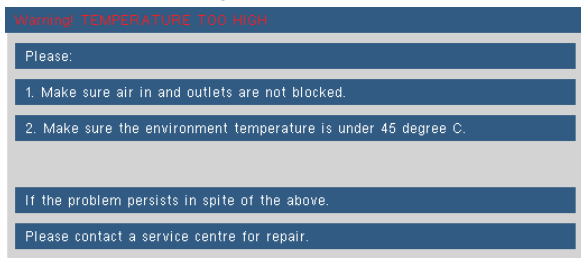 Warning! TEMPERATURE TOO HIGH
Please:
1. Make sure air in and outlets are not blocked.
2. Make sure the environment temperature is under 45 degree C.
If the problem persists in spite of the above.
Please contact a service centre for repair.